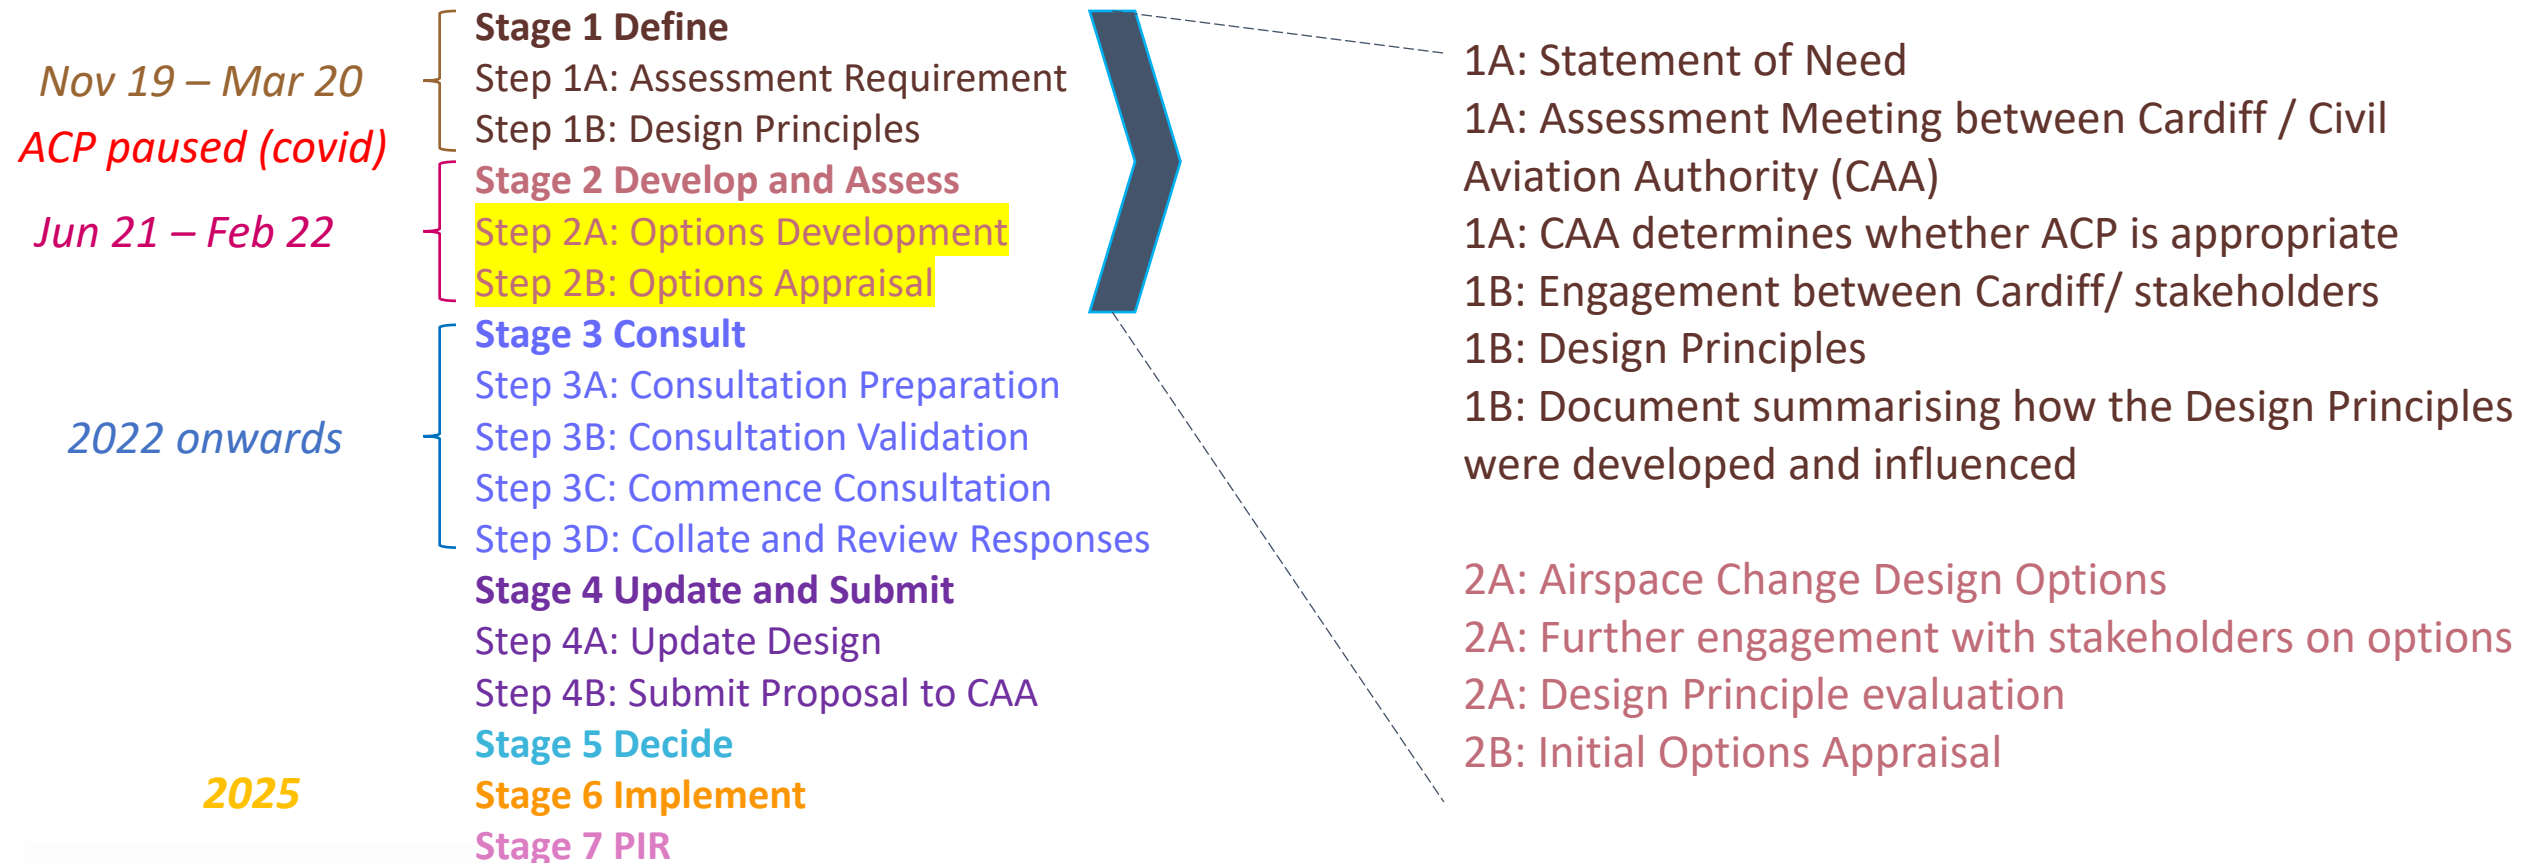 Nov 19 – Mar 20
ACP paused (covid)
Jun 21 – Feb 22
2022 onwards
2025
Stage 1 Define
Step 1A: Assessment Requirement
Step 1B: Design Principles
Stage 2 Develop and Assess
Step 2A: Options Development
Step 2B: Options Appraisal
Stage 3 Consult
Step 3A: Consultation Preparation
Step 3B: Consultation Validation
Step 3C: Commence Consultation
Step 3D: Collate and Review Responses
Stage 4 Update and Submit
Step 4A: Update Design
Step 4B: Submit Proposal to CAA
Stage 5 Decide
Stage 6 Implement
Stage 7 PIR
1A: Statement of Need
1A: Assessment Meeting between Cardiff / Civil
Aviation Authority (CAA)
1A: CAA determines whether ACP is appropriate
1B: Engagement between Cardiff/ stakeholders
1B: Design Principles
1B: Document summarising how the Design Principles
were developed and influenced
2A: Airspace Change Design Options
2A: Further engagement with stakeholders on options
2A: Design Principle evaluation
2B: Initial Options Appraisal